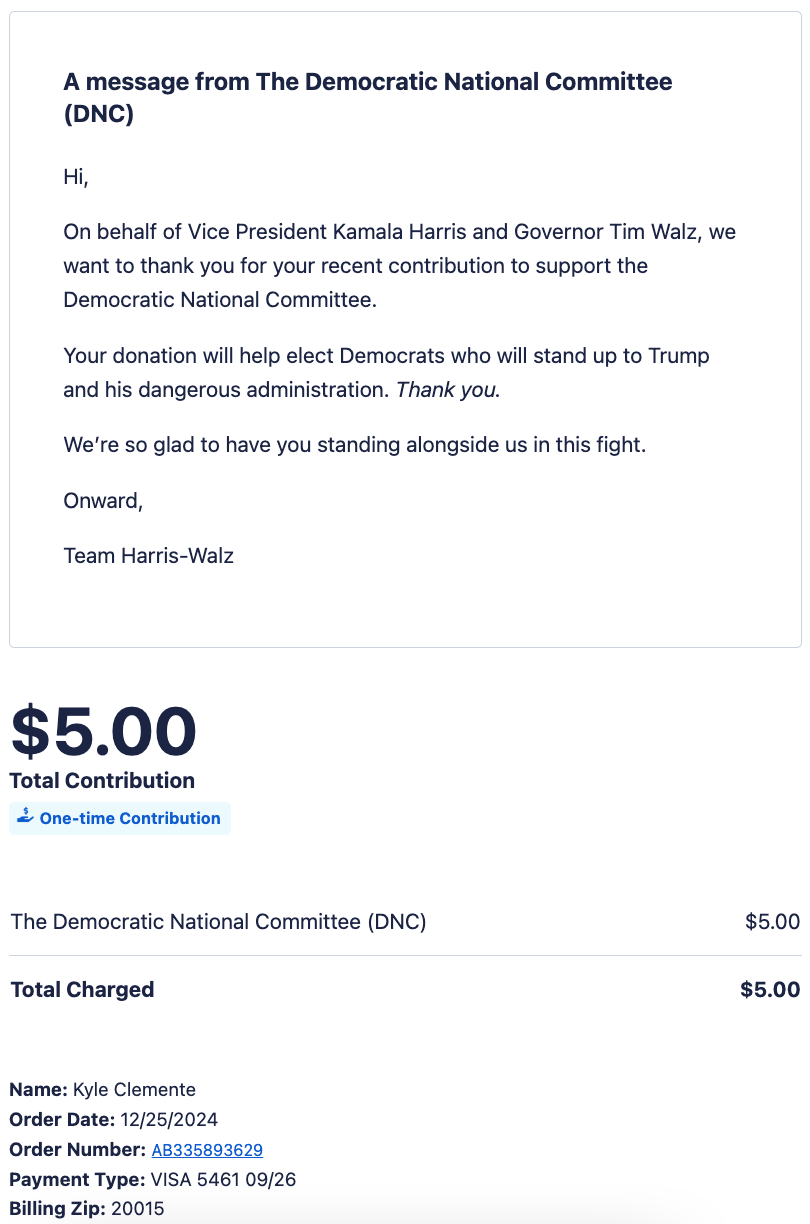 A message from The Democratic National Committee
(DNC)
Hi,
On behalf of Vice President Kamala Harris and Governor Tim Walz, we
want to thank you for your recent contribution to support the
Democratic National Committee.
Your donation will help elect Democrats who will stand up to Trump
and his dangerous administration. Thank you.
We’re so glad to have you standing alongside us in this fight.
Onward,
Team Harris-Walz
$5.00
Total Contribution
One-time Contribution
The Democratic National Committee (DNC) $5.00
Total Charged $5.00
Name: Kyle Clemente
Order Date: 12/25/2024
Order Number: AB335893629
Payment Type: VISA 5461 09/26
Billing Zip: 20015